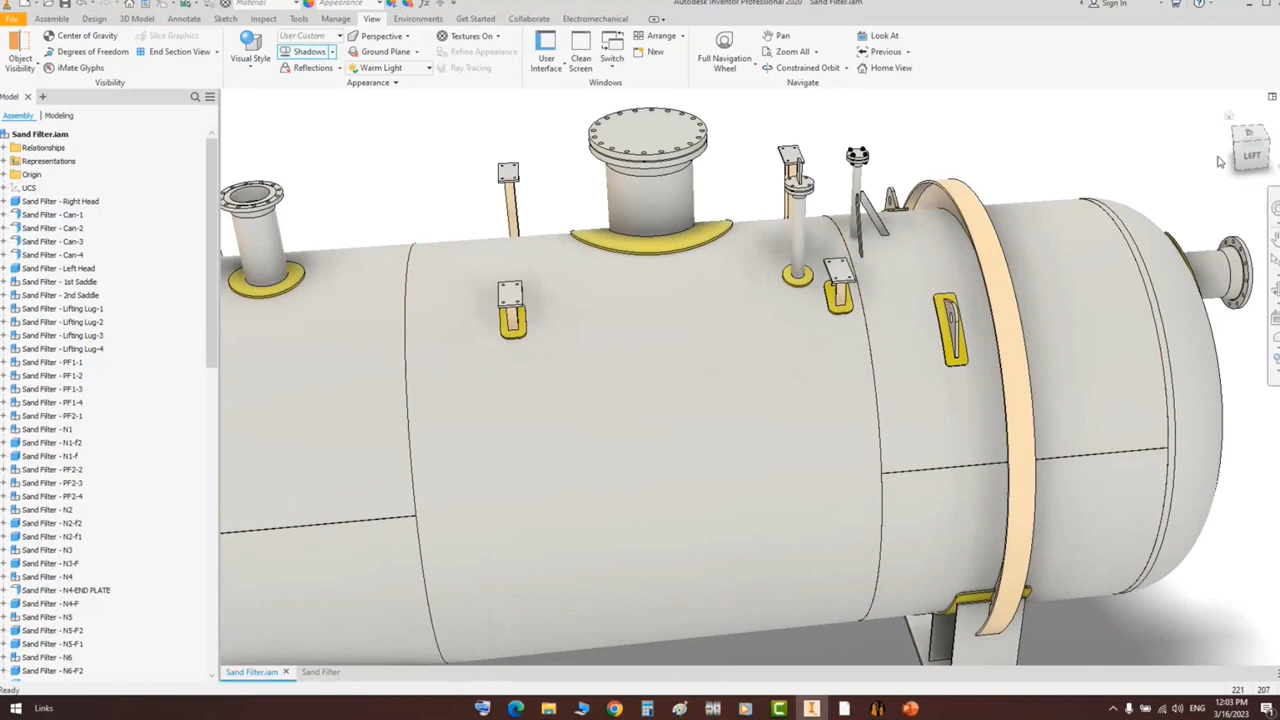 Material
Appearance
Autodesk Inventor Professional 2020 Sand Filter.iam
Sign In
File
Assemble
Design
3D Model
Annotate
Sketch
Inspect
Tools
Manage
View
Environments
Get Started
Collaborate
Electromechanical
Object Visibility
Center of Gravity
Degrees of Freedom
iMate Glyphs
Slice Graphics
End Section View
Visibility
Visual Style
User Custom
Shadows
Reflections
Perspective
Ground Plane
Warm Light
Textures On
Refine Appearance
Ray Tracing
Appearance
User Interface
Clean Screen
Switch
Arrange
New
Windows
Full Navigation Wheel
Pan
Zoom All
Constrained Orbit
Look At
Previous
Home View
Navigate
Model
Assembly
Modeling
Sand Filter.iam
Relationships
Representations
Origin
UCS
Sand Filter - Right Head
Sand Filter - Can-1
Sand Filter - Can-2
Sand Filter - Can-3
Sand Filter - Can-4
Sand Filter - Left Head
Sand Filter - 1st Saddle
Sand Filter - 2nd Saddle
Sand Filter - Lifting Lug-1
Sand Filter - Lifting Lug-2
Sand Filter - Lifting Lug-3
Sand Filter - Lifting Lug-4
Sand Filter - PF1-1
Sand Filter - PF1-2
Sand Filter - PF1-3
Sand Filter - PF1-4
Sand Filter - PF2-1
Sand Filter - N1
Sand Filter - N1-f2
Sand Filter - N1-f
Sand Filter - PF2-2
Sand Filter - PF2-3
Sand Filter - PF2-4
Sand Filter - N2
Sand Filter - N2-f2
Sand Filter - N2-f1
Sand Filter - N3
Sand Filter - N3-F
Sand Filter - N4
Sand Filter - N4-END PLATE
Sand Filter - N4-F
Sand Filter - N5
Sand Filter - N5-F2
Sand Filter - N5-F1
Sand Filter - N6
Sand Filter - N6-F2
LEFT
Sand Filter.iam
Sand Filter
Ready
221 207
Links
ENG
12:03 PM
3/16/2023